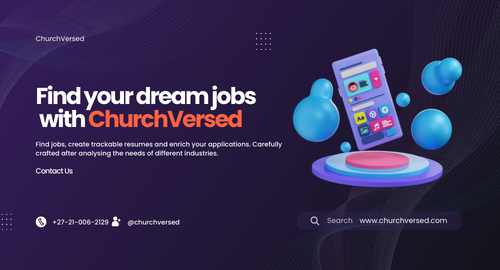 ChurchVersed
Find your dream jobs
with ChurchVersed
Find jobs, create trackable resumes and enrich your applications. Carefully
crafted after analysing the needs of different industries.
Contact Us
+27-21-006-2129 @churchversed
Search www.churchversed.com